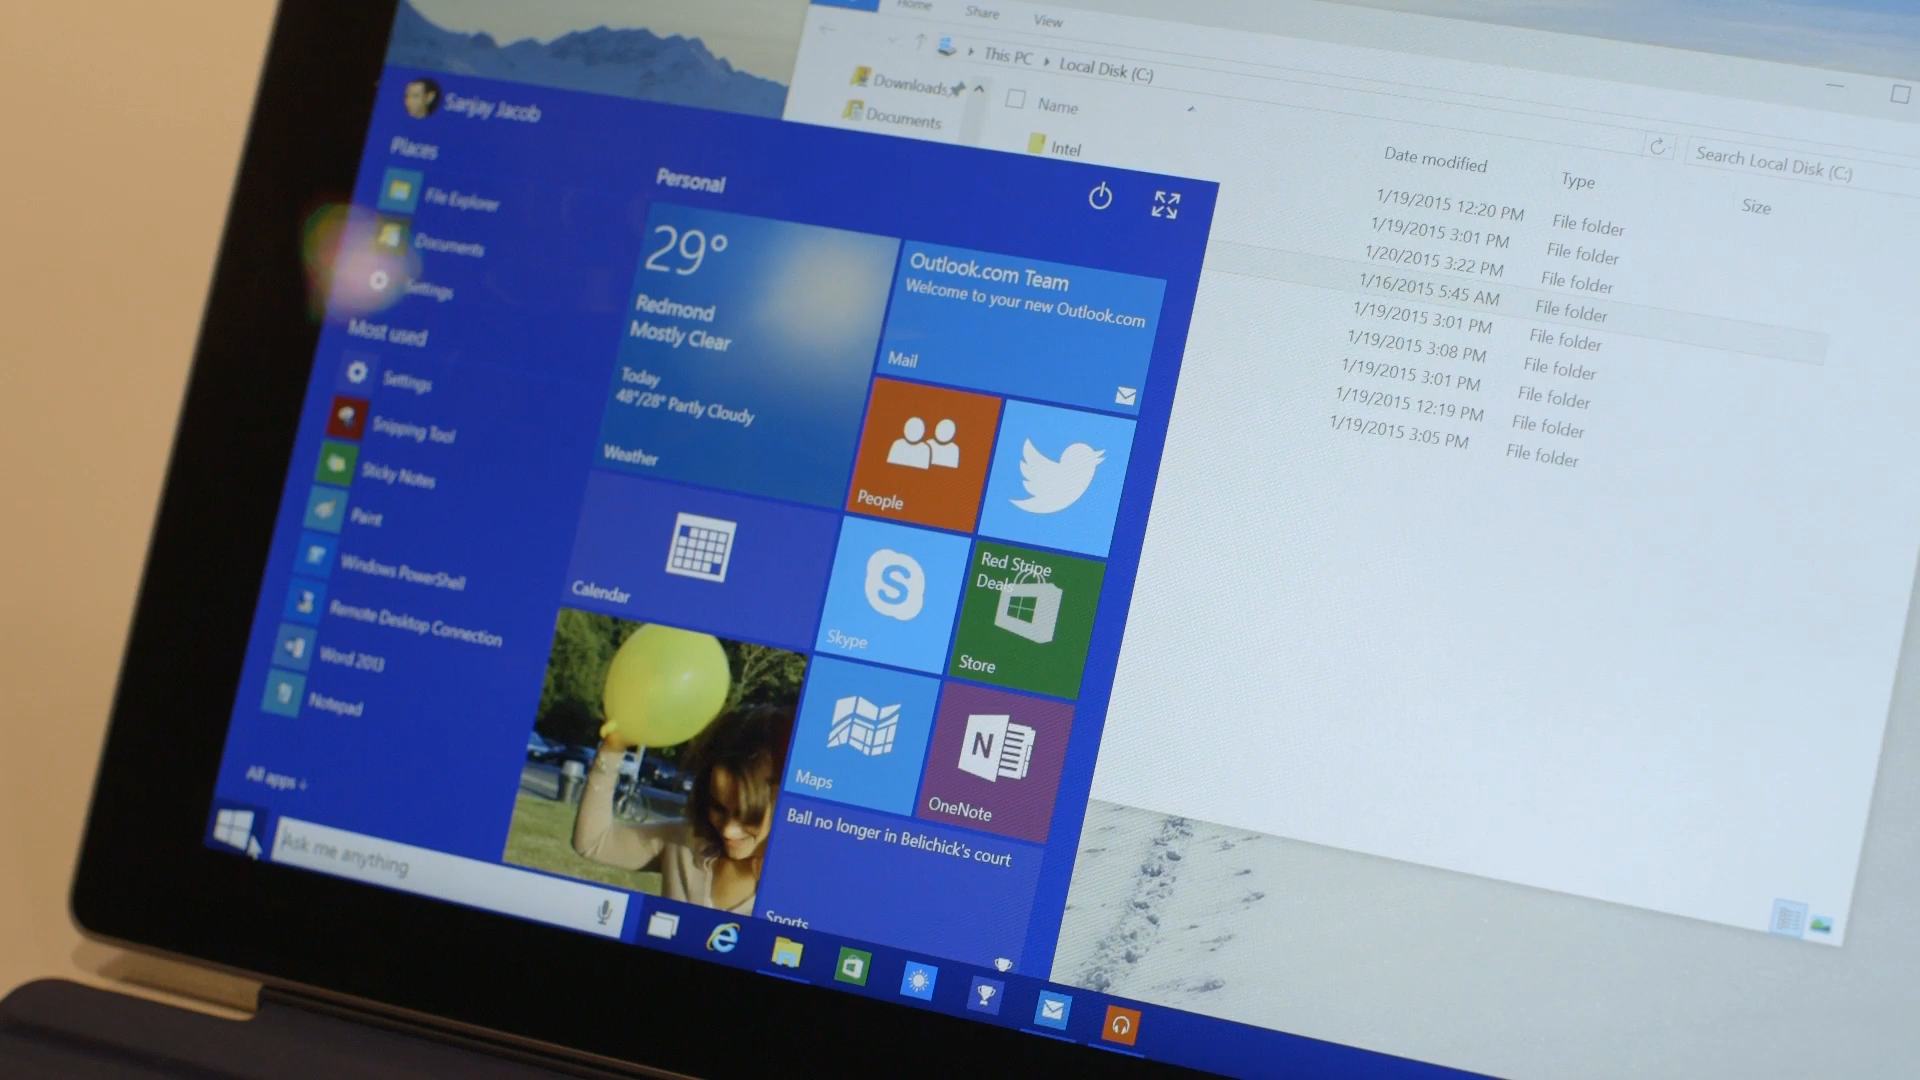 Home Share View
This PC Local Disk (C:)
Search Local Disk (C:)
Downloads
Documents
Name
Date modified
Type
Size
Intel
1/19/2015 12:20 PM File folder
1/19/2015 3:01 PM File folder
1/20/2015 3:22 PM File folder
1/16/2015 5:45 AM File folder
1/19/2015 3:01 PM File folder
1/19/2015 3:08 PM File folder
1/19/2015 3:01 PM File folder
1/19/2015 12:19 PM File folder
1/19/2015 3:05 PM File folder
Sanjay Jacob
Places
File Explorer
Documents
Settings
Most used
Settings
Snipping Tool
Sticky Notes
Paint
Windows PowerShell
Remote Desktop Connection
Word 2013
Notepad
All apps
Ask me anything
Personal
29°
Redmond
Mostly Clear
Today
48°/28° Partly Cloudy
Weather
Outlook.com Team
Welcome to your new Outlook.com
Mail
People
Calendar
Skype
Red Stripe
Deals
Store
Maps
N
OneNote
Ball no longer in Belichick's court
Sports